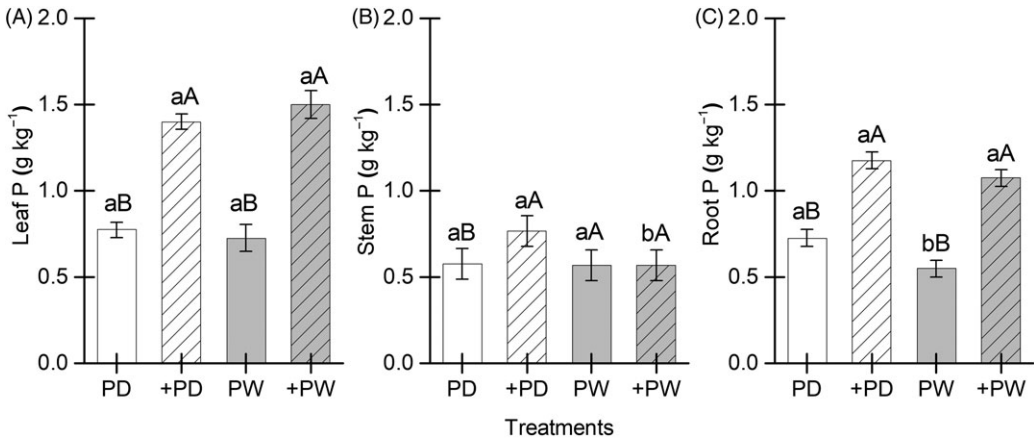 (A)
Leaf P (g kg⁻¹)
2.0
1.5
1.0
0.5
0.0
aB
aA
aB
aA
PD
+PD
PW
+PW
(B)
Stem P (g kg⁻¹)
2.0
1.5
1.0
0.5
0.0
aB
aA
aA
bA
PD
+PD
PW
+PW
(C)
Root P (g kg⁻¹)
2.0
1.5
1.0
0.5
0.0
aB
aA
bB
aA
PD
+PD
PW
+PW
Treatments